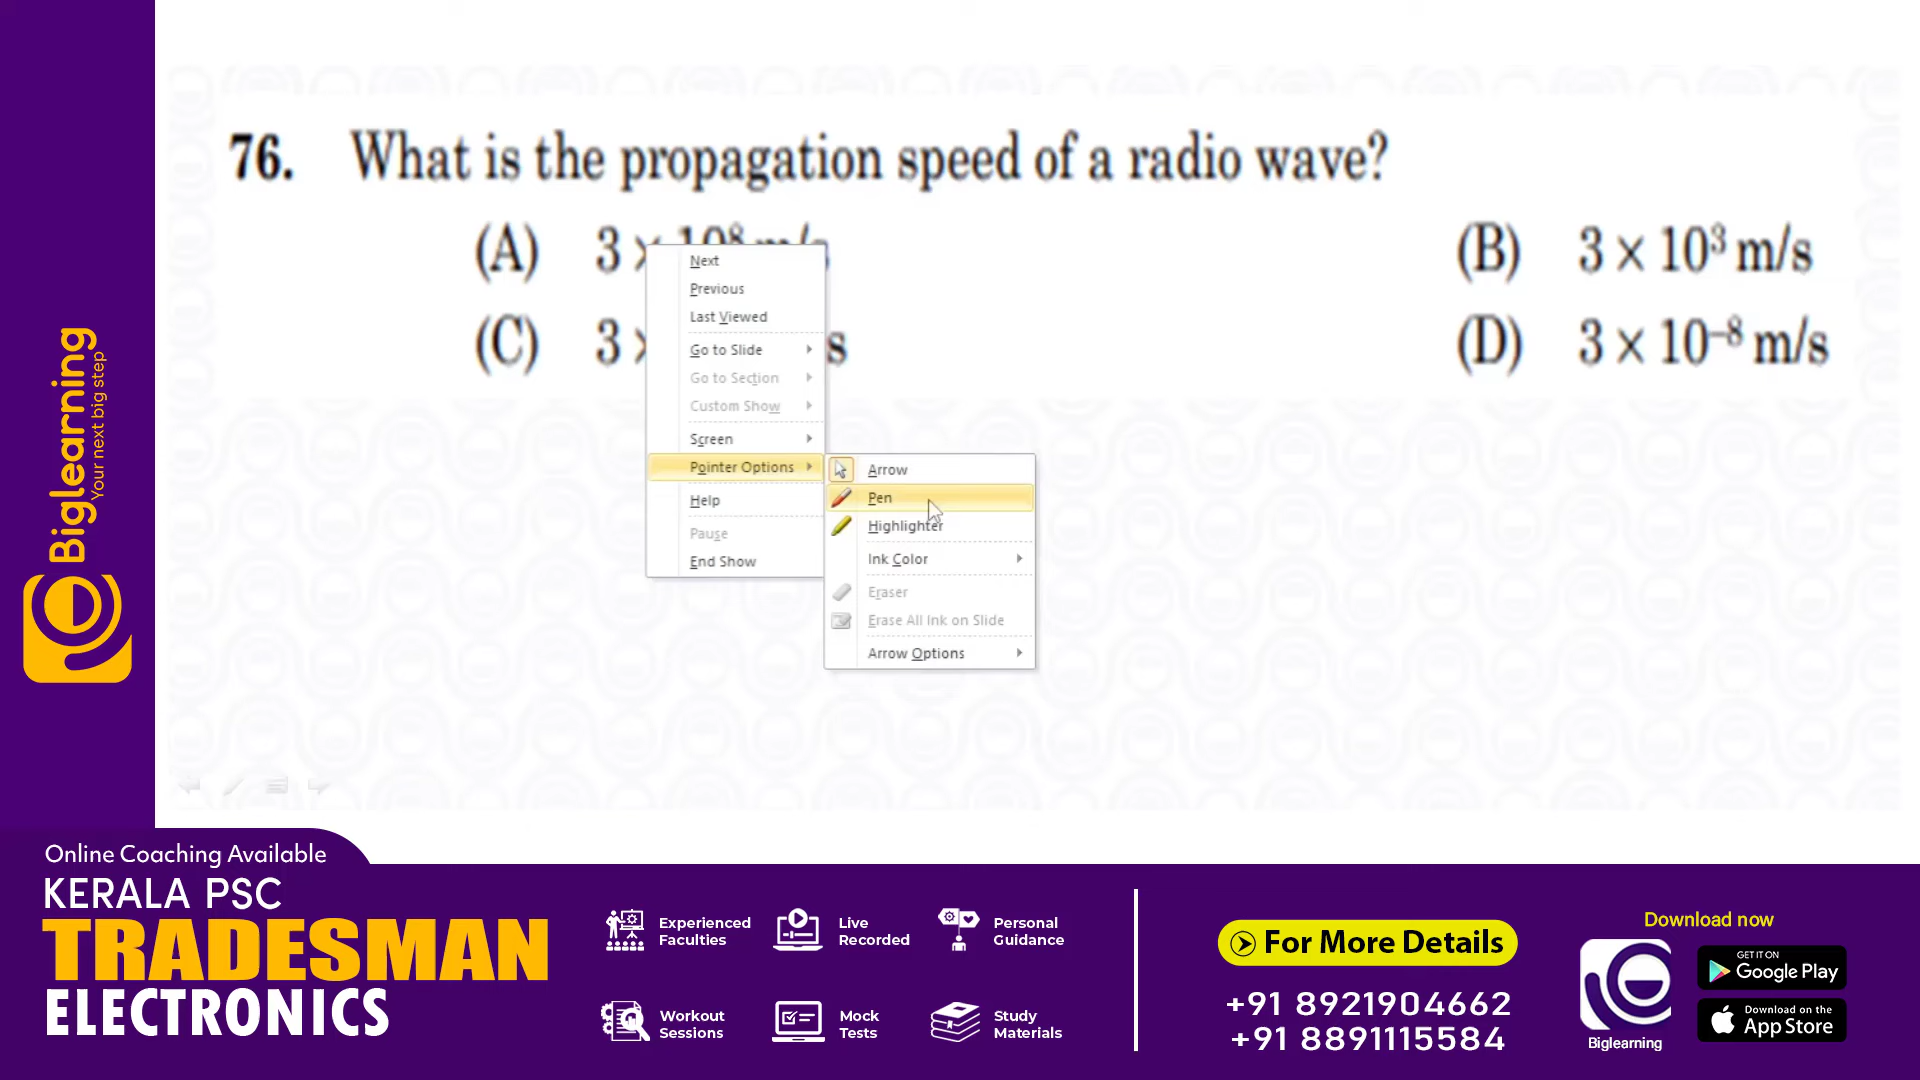 76. What is the propagation speed of a radio wave?
(A) 3 × 10⁸ m/s
(B) 3 × 10³ m/s
(C) 3 × s
(D) 3 × 10⁻⁸ m/s
Next
Previous
Last Viewed
Go to Slide
Go to Section
Custom Show
Screen
Pointer Options
Help
Pause
End Show
Arrow
Pen
Highlighter
Ink Color
Eraser
Erase All Ink on Slide
Arrow Options
Biglearning
Your next big step
Online Coaching Available
KERALA PSC
TRADESMAN
ELECTRONICS
Experienced
Faculties
Live
Recorded
Personal
Guidance
Workout
Sessions
Mock
Tests
Study
Materials
For More Details
+91 8921904662
+91 8891115584
Download now
GET IT ON
Google Play
Download on the
App Store
Biglearning